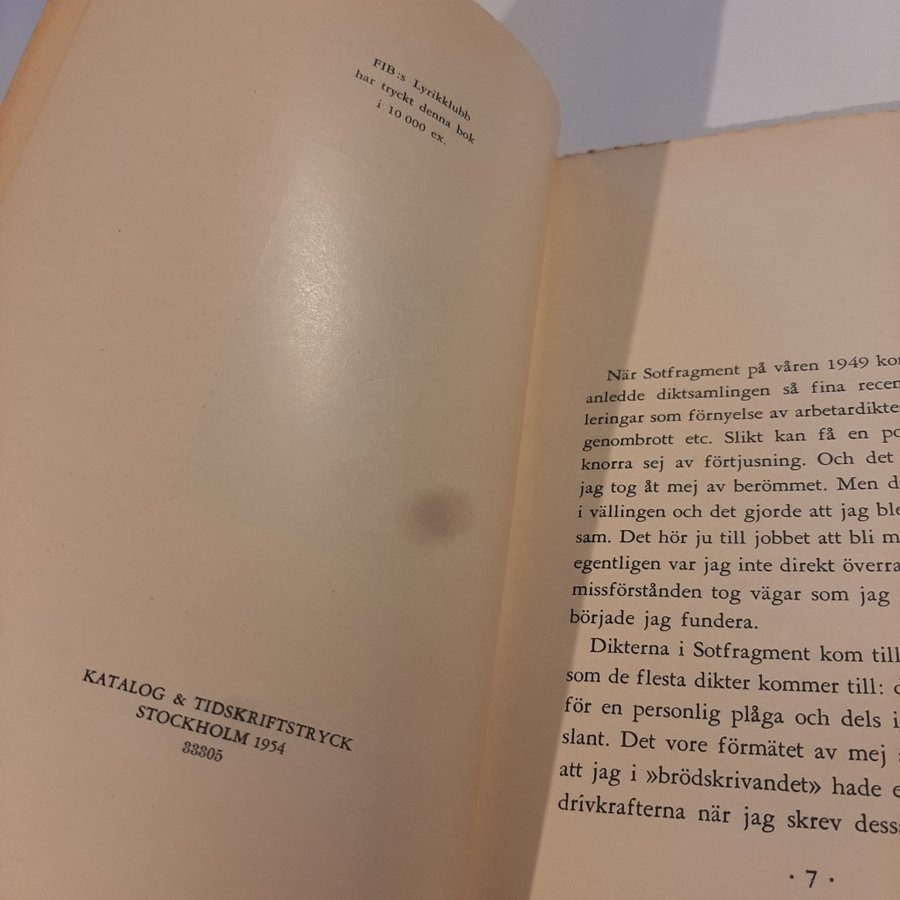 FIB:s Lyrikklubb
har tryckt denna bok
i 10 000 ex.
KATALOG & TIDSKRIFTSTRYCK
STOCKHOLM 1954
33305
När Sotfragment på våren 1949
anledde diktsamlingen så fina
leringar som förnyelse av
genombrott etc. Slikt kan få en
knorra sej av förtjusning. Och det
jag tog åt mej av berömmet. Men
i vällingen och det gjorde att jag
sam. Det hör ju till jobbet att bli
egentligen var jag inte direkt
missförstånden tog vägar som jag
började jag fundera.
Dikterna i Sotfragment kom till
som de flesta dikter kommer till:
för en personlig plåga och dels
slant. Det vore förmätet av mej
att jag i »brödskrivandet» hade
drivkrafterna när jag skrev
· 7 ·